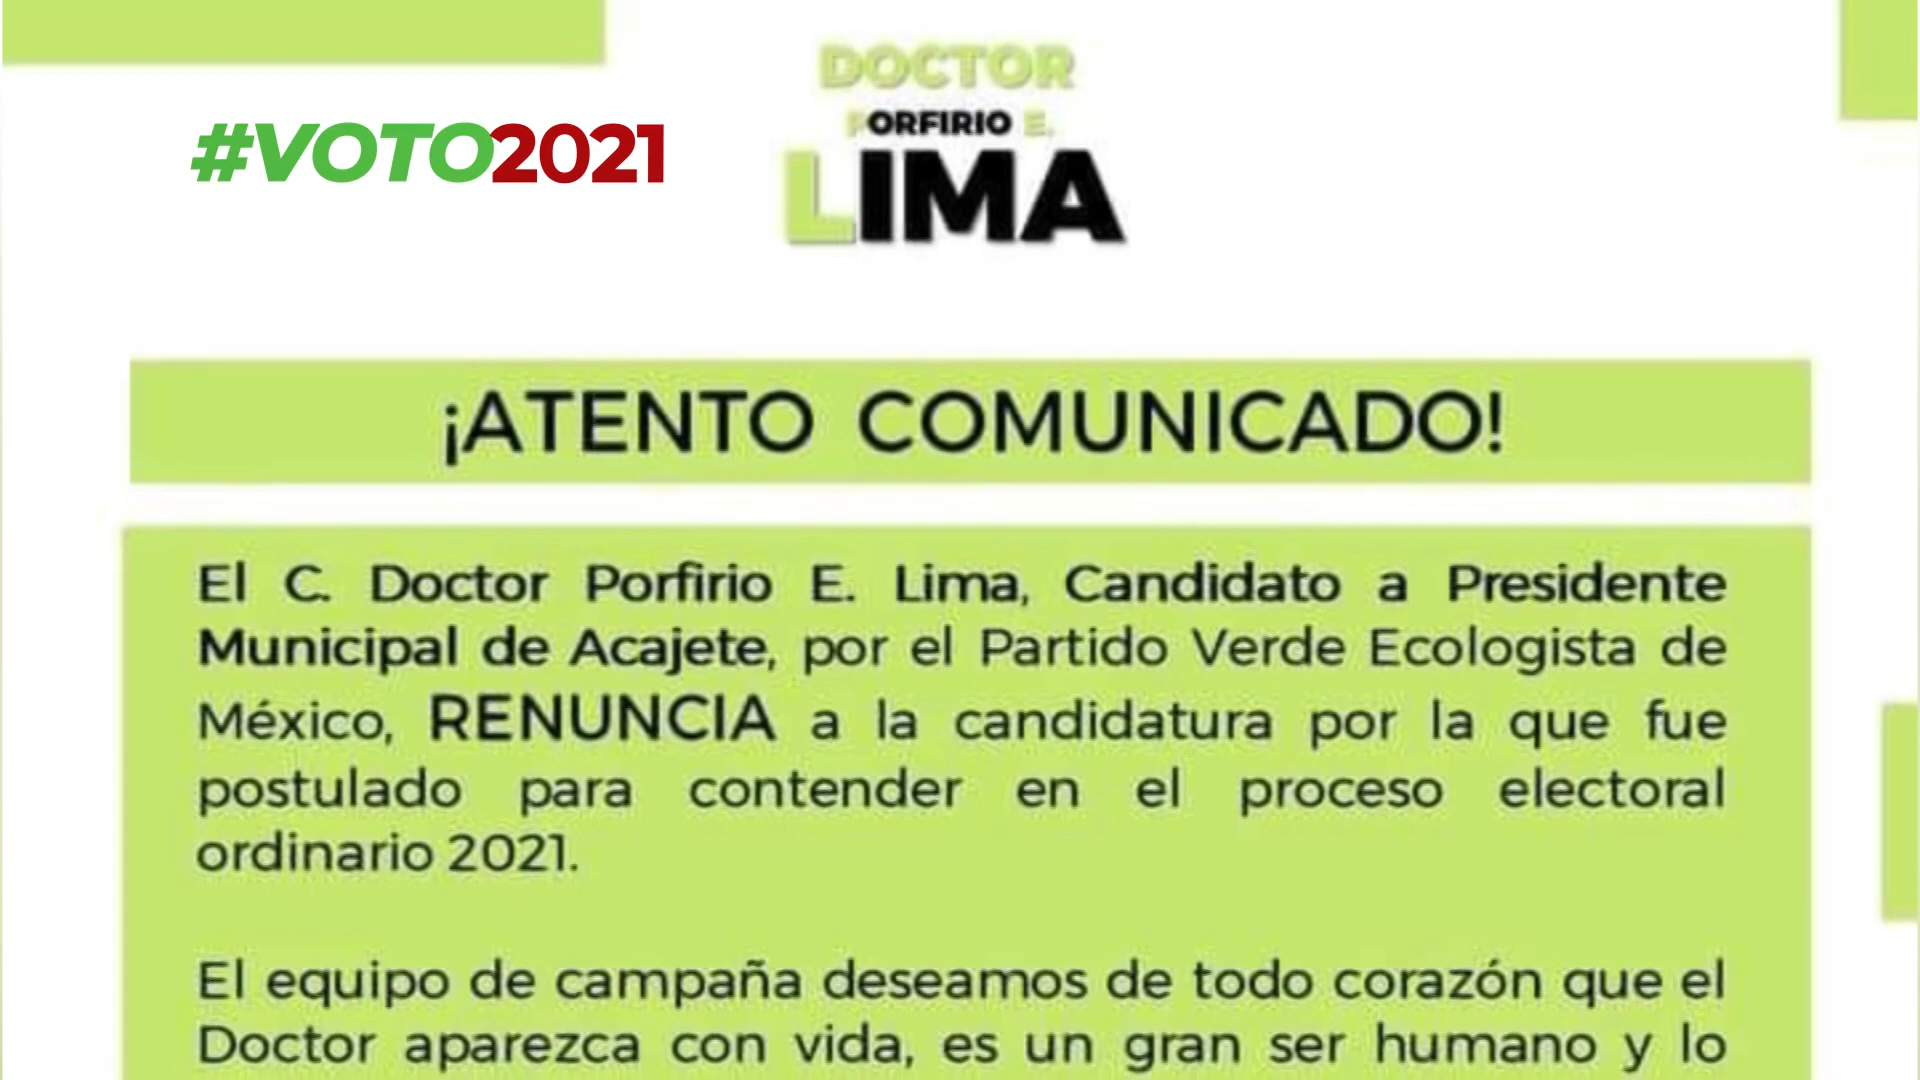 DOCTOR
#VOTO2021
PORFIRIO E.
LIMA
¡ATENTO COMUNICADO!
El C. Doctor Porfirio E. Lima, Candidato a Presidente
Municipal de Acajete, por el Partido Verde Ecologista de
México, RENUNCIA a la candidatura por la que fue
postulado para contender en el proceso electoral
ordinario 2021.
El equipo de campaña deseamos de todo corazón que el
Doctor aparezca con vida, es un gran ser humano y lo